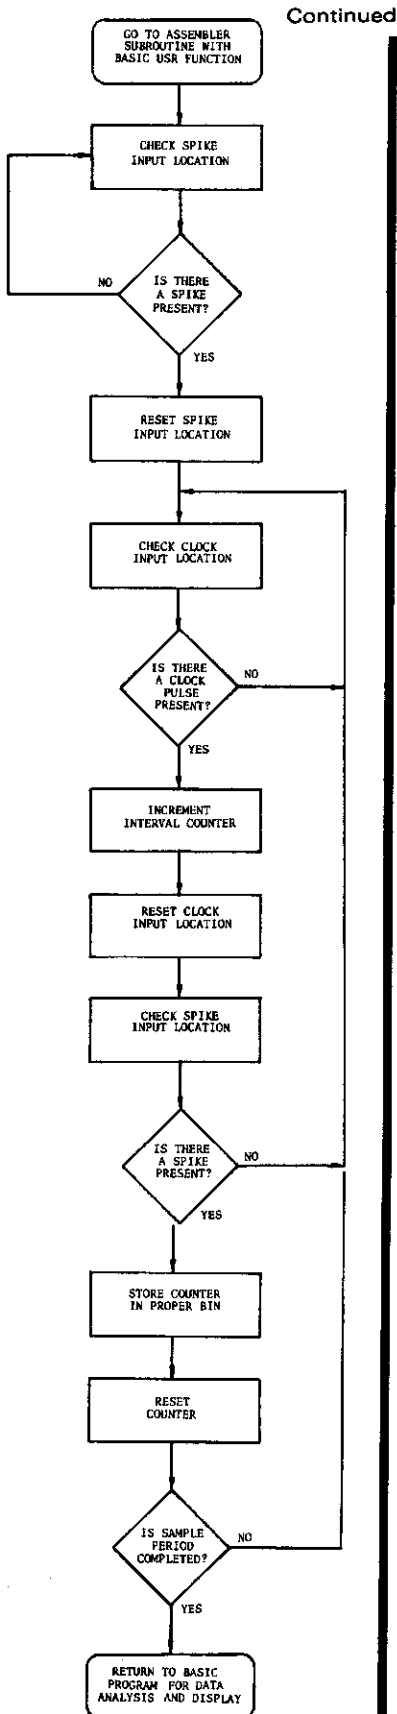 Continued
GO TO ASSEMBLER
SUBROUTINE WITH
BASIC USR FUNCTION
CHECK SPIKE
INPUT LOCATION
IS THERE
A SPIKE
PRESENT?
NO
YES
RESET SPIKE
INPUT LOCATION
CHECK CLOCK
INPUT LOCATION
IS THERE
A CLOCK
PULSE
PRESENT?
NO
YES
INCREMENT
INTERVAL COUNTER
RESET CLOCK
INPUT LOCATION
CHECK SPIKE
INPUT LOCATION
IS THERE
A SPIKE
PRESENT?
NO
YES
STORE COUNTER
IN PROPER BIN
RESET
COUNTER
IS SAMPLE
PERIOD
COMPLETED?
NO
YES
RETURN TO BASIC
PROGRAM FOR DATA
ANALYSIS AND DISPLAY